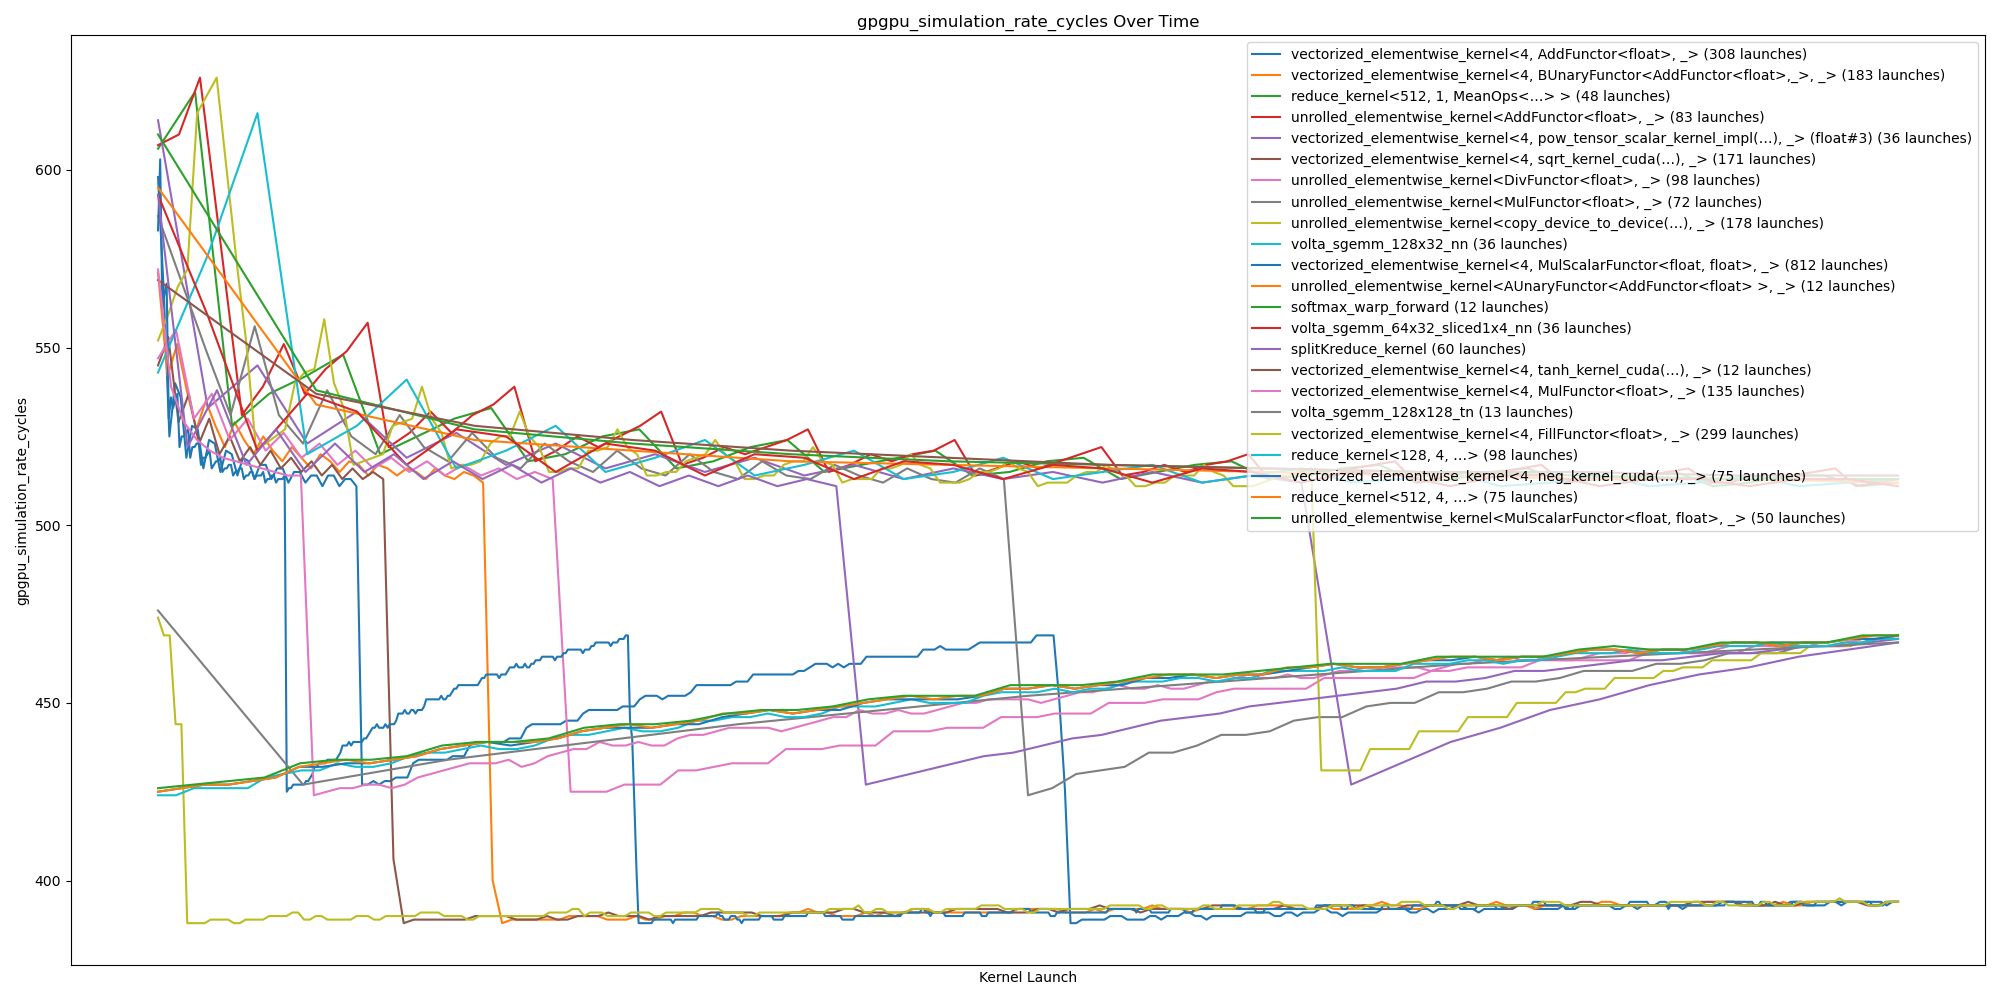 gpgpu_simulation_rate_cycles Over Time
vectorized_elementwise_kernel<4, AddFunctor<float>, _> (308 launches)
vectorized_elementwise_kernel<4, BUnaryFunctor<AddFunctor<float>,_>, _> (183 launches)
reduce_kernel<512, 1, MeanOps<...> > (48 launches)
unrolled_elementwise_kernel<AddFunctor<float>, _> (83 launches)
vectorized_elementwise_kernel<4, pow_tensor_scalar_kernel_impl(...), _> (float#3) (36 launches)
vectorized_elementwise_kernel<4, sqrt_kernel_cuda(...), _> (171 launches)
unrolled_elementwise_kernel<DivFunctor<float>, _> (98 launches)
unrolled_elementwise_kernel<MulFunctor<float>, _> (72 launches)
unrolled_elementwise_kernel<copy_device_to_device(...), _> (178 launches)
volta_sgemm_128x32_nn (36 launches)
vectorized_elementwise_kernel<4, MulScalarFunctor<float, float>, _> (812 launches)
unrolled_elementwise_kernel<AUnaryFunctor<AddFunctor<float> >, _> (12 launches)
softmax_warp_forward (12 launches)
volta_sgemm_64x32_sliced1x4_nn (36 launches)
splitKreduce_kernel (60 launches)
vectorized_elementwise_kernel<4, tanh_kernel_cuda(...), _> (12 launches)
vectorized_elementwise_kernel<4, MulFunctor<float>, _> (135 launches)
volta_sgemm_128x128_tn (13 launches)
vectorized_elementwise_kernel<4, FillFunctor<float>, _> (299 launches)
reduce_kernel<128, 4, ...> (98 launches)
vectorized_elementwise_kernel<4, neg_kernel_cuda(...), _> (75 launches)
reduce_kernel<512, 4, ...> (75 launches)
unrolled_elementwise_kernel<MulScalarFunctor<float, float>, _> (50 launches)
600
550
500
450
400
gpgpu_simulation_rate_cycles
Kernel Launch